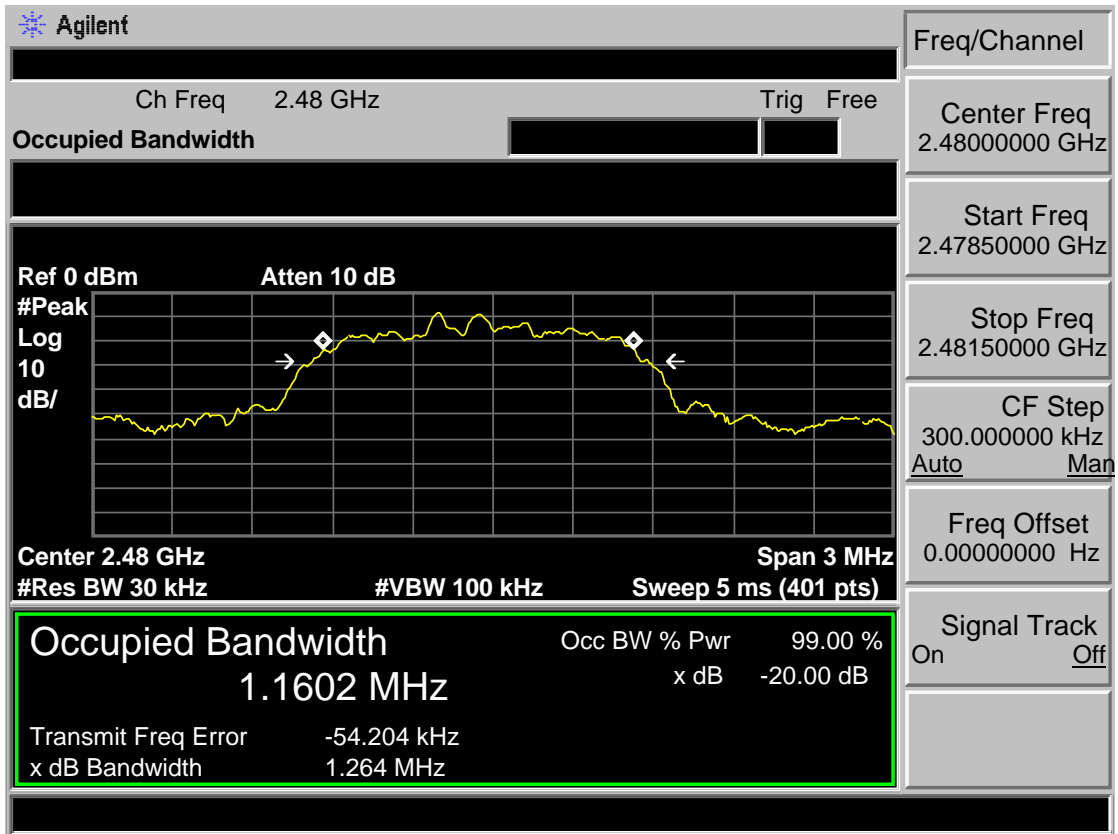 Agilent
Ch Freq 2.48 GHz Trig Free
Occupied Bandwidth
Ref 0 dBm Atten 10 dB
#Peak
Log
10
dB/
Center 2.48 GHz Span 3 MHz
#Res BW 30 kHz #VBW 100 kHz Sweep 5 ms (401 pts)
Occupied Bandwidth Occ BW % Pwr 99.00 %
1.1602 MHz x dB -20.00 dB
Transmit Freq Error -54.204 kHz
x dB Bandwidth 1.264 MHz
Freq/Channel
Center Freq
2.48000000 GHz
Start Freq
2.47850000 GHz
Stop Freq
2.48150000 GHz
CF Step
300.000000 kHz
Auto Man
Freq Offset
0.00000000 Hz
Signal Track
On Off